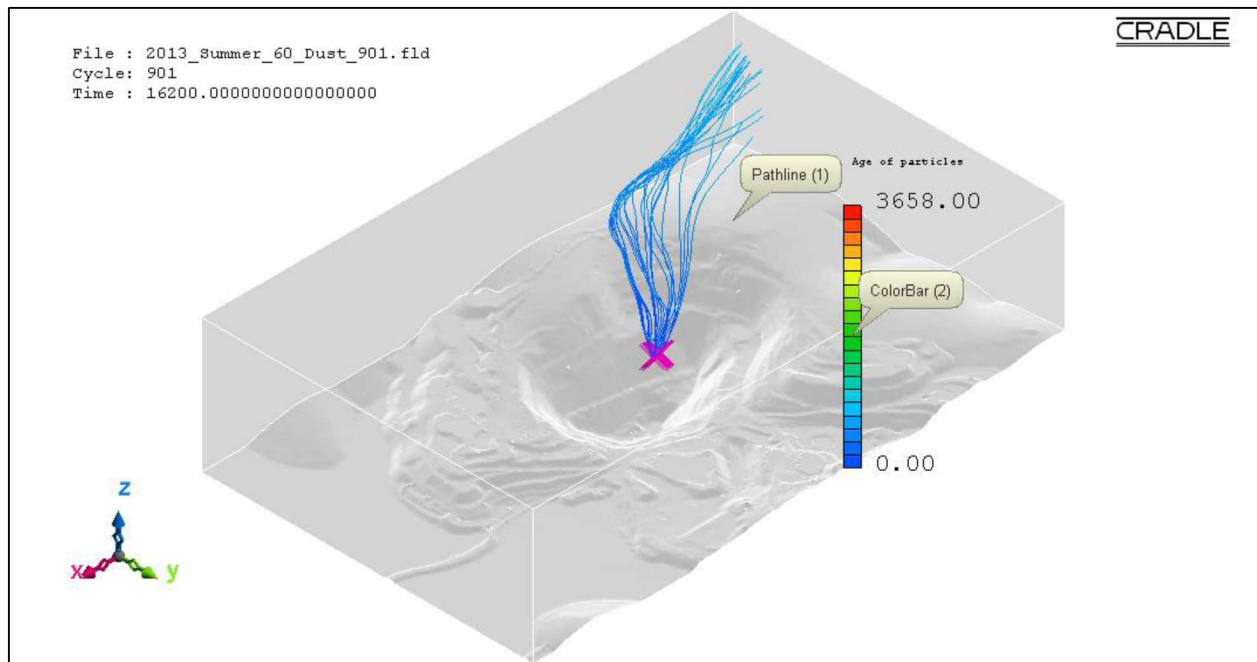 File : 2013_Summer_60_Dust_901.fld
Cycle: 901
Time : 16200.0000000000000000
CRADLE
Pathline (1)
Age of particles
3658.00
ColorBar (2)
0.00
z
x
y